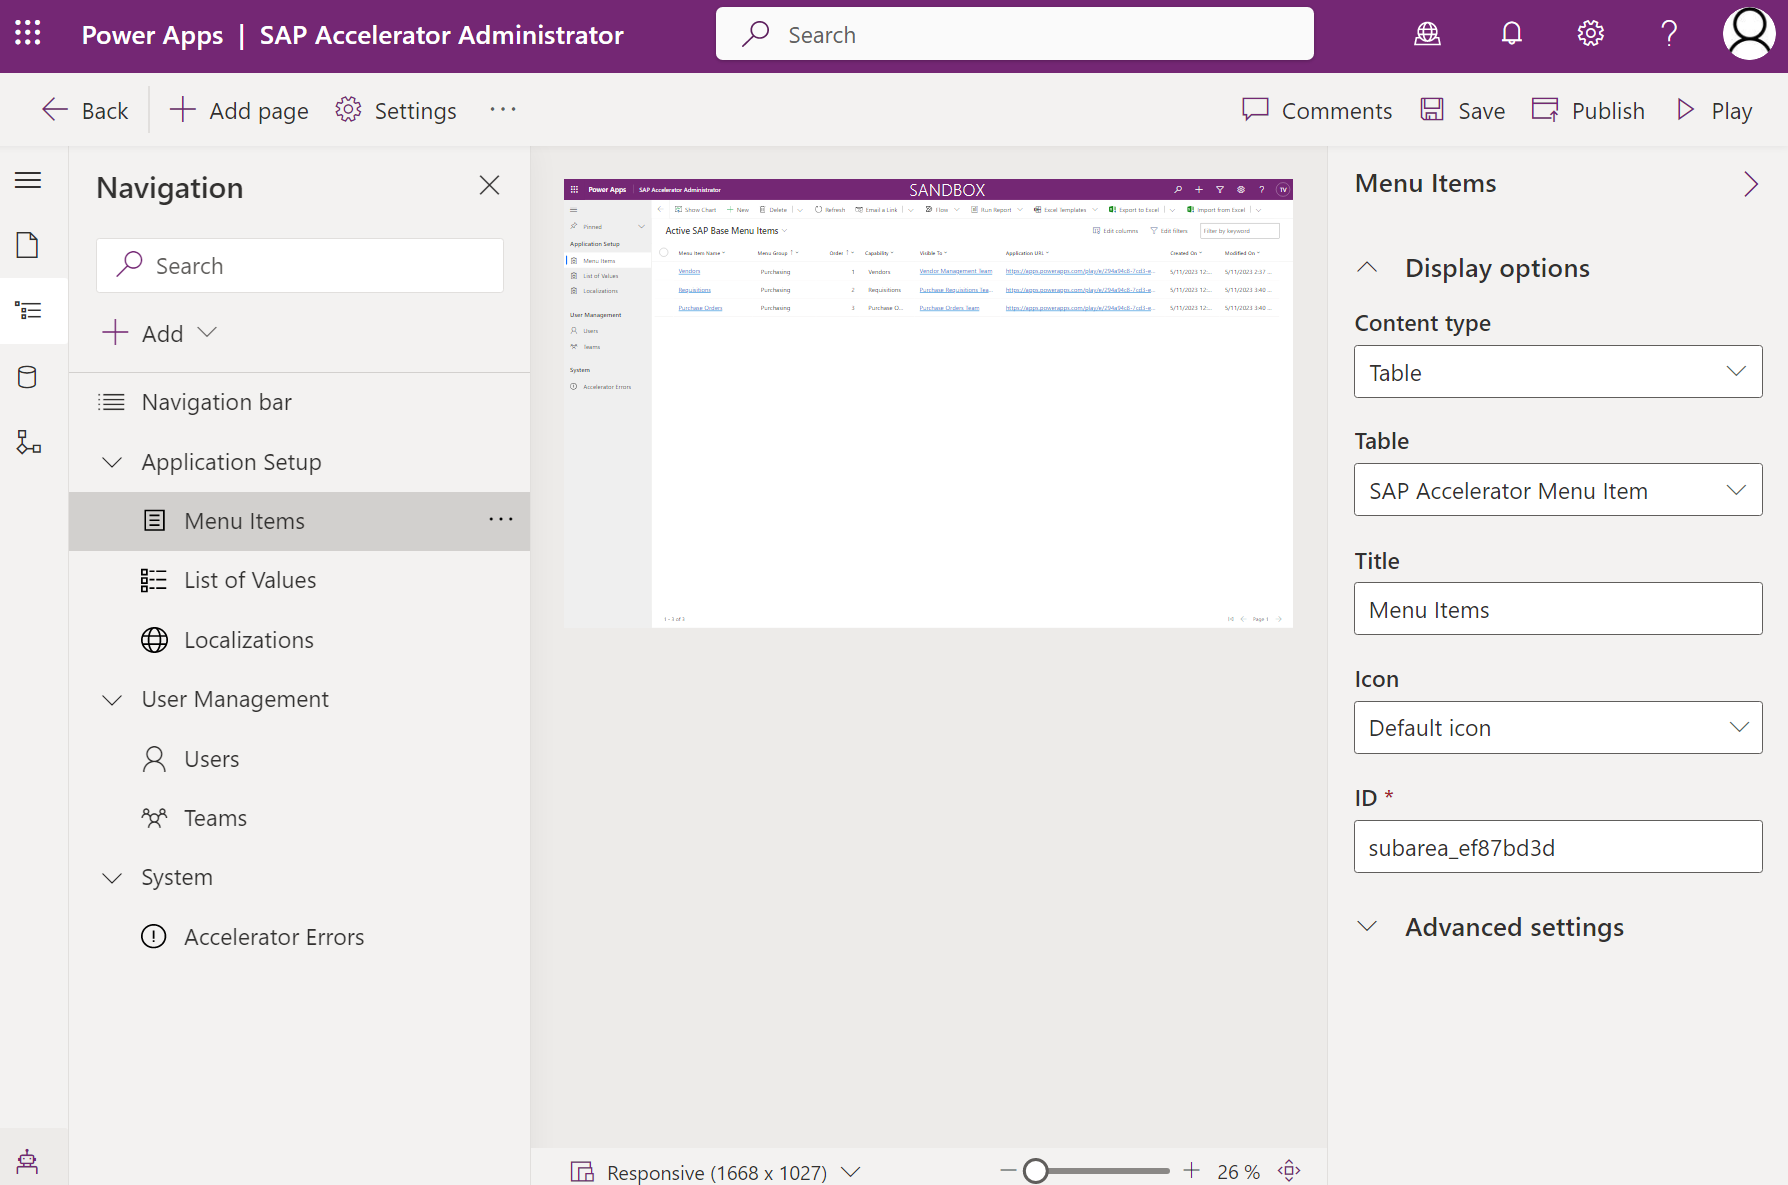 Power Apps | SAP Accelerator Administrator
Search
Back
Add page
Settings
Comments
Save
Publish
Play
Navigation
Search
Add
Navigation bar
Application Setup
Menu Items
List of Values
Localizations
User Management
Users
Teams
System
Accelerator Errors
Power Apps
SAP Accelerator Administrator
SANDBOX
TV
Show Chart
New
Delete
Refresh
Email a Link
Flow
Run Report
Excel Templates
Export to Excel
Import from Excel
Pinned
Application Setup
Menu Items
List of Values
Localizations
User Management
Users
Teams
System
Accelerator Errors
Active SAP Base Menu Items
Edit columns
Edit filters
Filter by keyword
Menu Item Name Menu Group Order Capability Visible To Application URL Created On Modified On
Vendors Purchasing 1 Vendors Vendor Management Team https://apps.powerapps.com/play/e/294a94c8-7cd3-e... 5/11/2023 12:... 5/11/2023 2:37 ...
Requisitions Purchasing 2 Requisitions Purchase Requisitions Tea... https://apps.powerapps.com/play/e/294a94c8-7cd3-e... 5/11/2023 12:... 5/11/2023 3:40 ...
Purchase Orders Purchasing 3 Purchase O... Purchase Orders Team https://apps.powerapps.com/play/e/294a94c8-7cd3-e... 5/11/2023 12:... 5/11/2023 3:40 ...
1 - 3 of 3
Page 1
Responsive (1668 x 1027)
26 %
Menu Items
Display options
Content type
Table
Table
SAP Accelerator Menu Item
Title
Menu Items
Icon
Default icon
ID *
subarea_ef87bd3d
Advanced settings